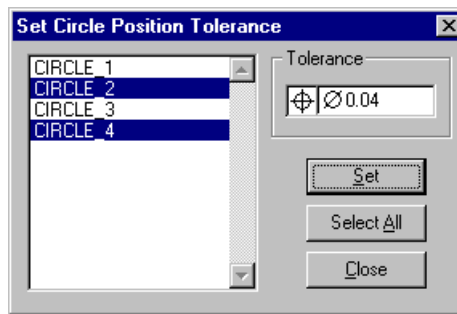 Set Circle Position Tolerance
CIRCLE_1
CIRCLE_2
CIRCLE_3
CIRCLE_4
Tolerance
⌖ ∅ 0.04
Set
Select All
Close